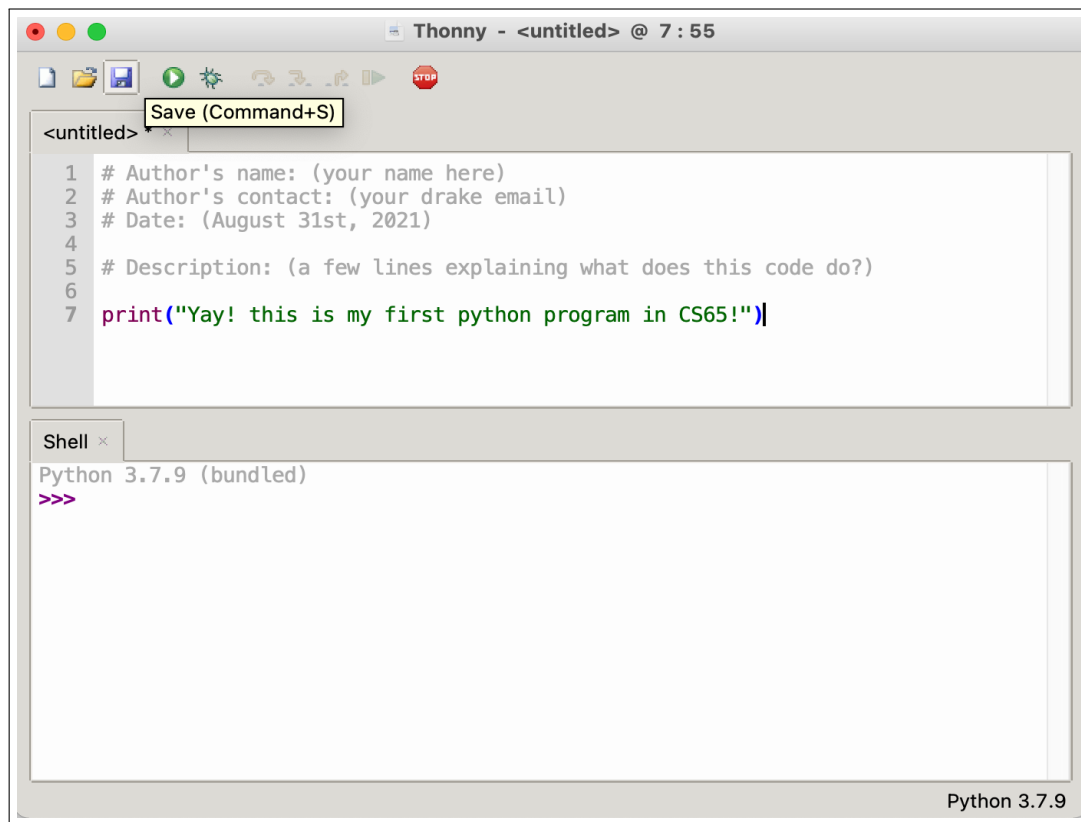 Thonny - <untitled> @ 7 : 55
STOP
Save (Command+S)
<untitled> * ×
1 # Author's name: (your name here)
2 # Author's contact: (your drake email)
3 # Date: (August 31st, 2021)
4
5 # Description: (a few lines explaining what does this code do?)
6
7 print("Yay! this is my first python program in CS65!")
Shell ×
Python 3.7.9 (bundled)
>>>
Python 3.7.9